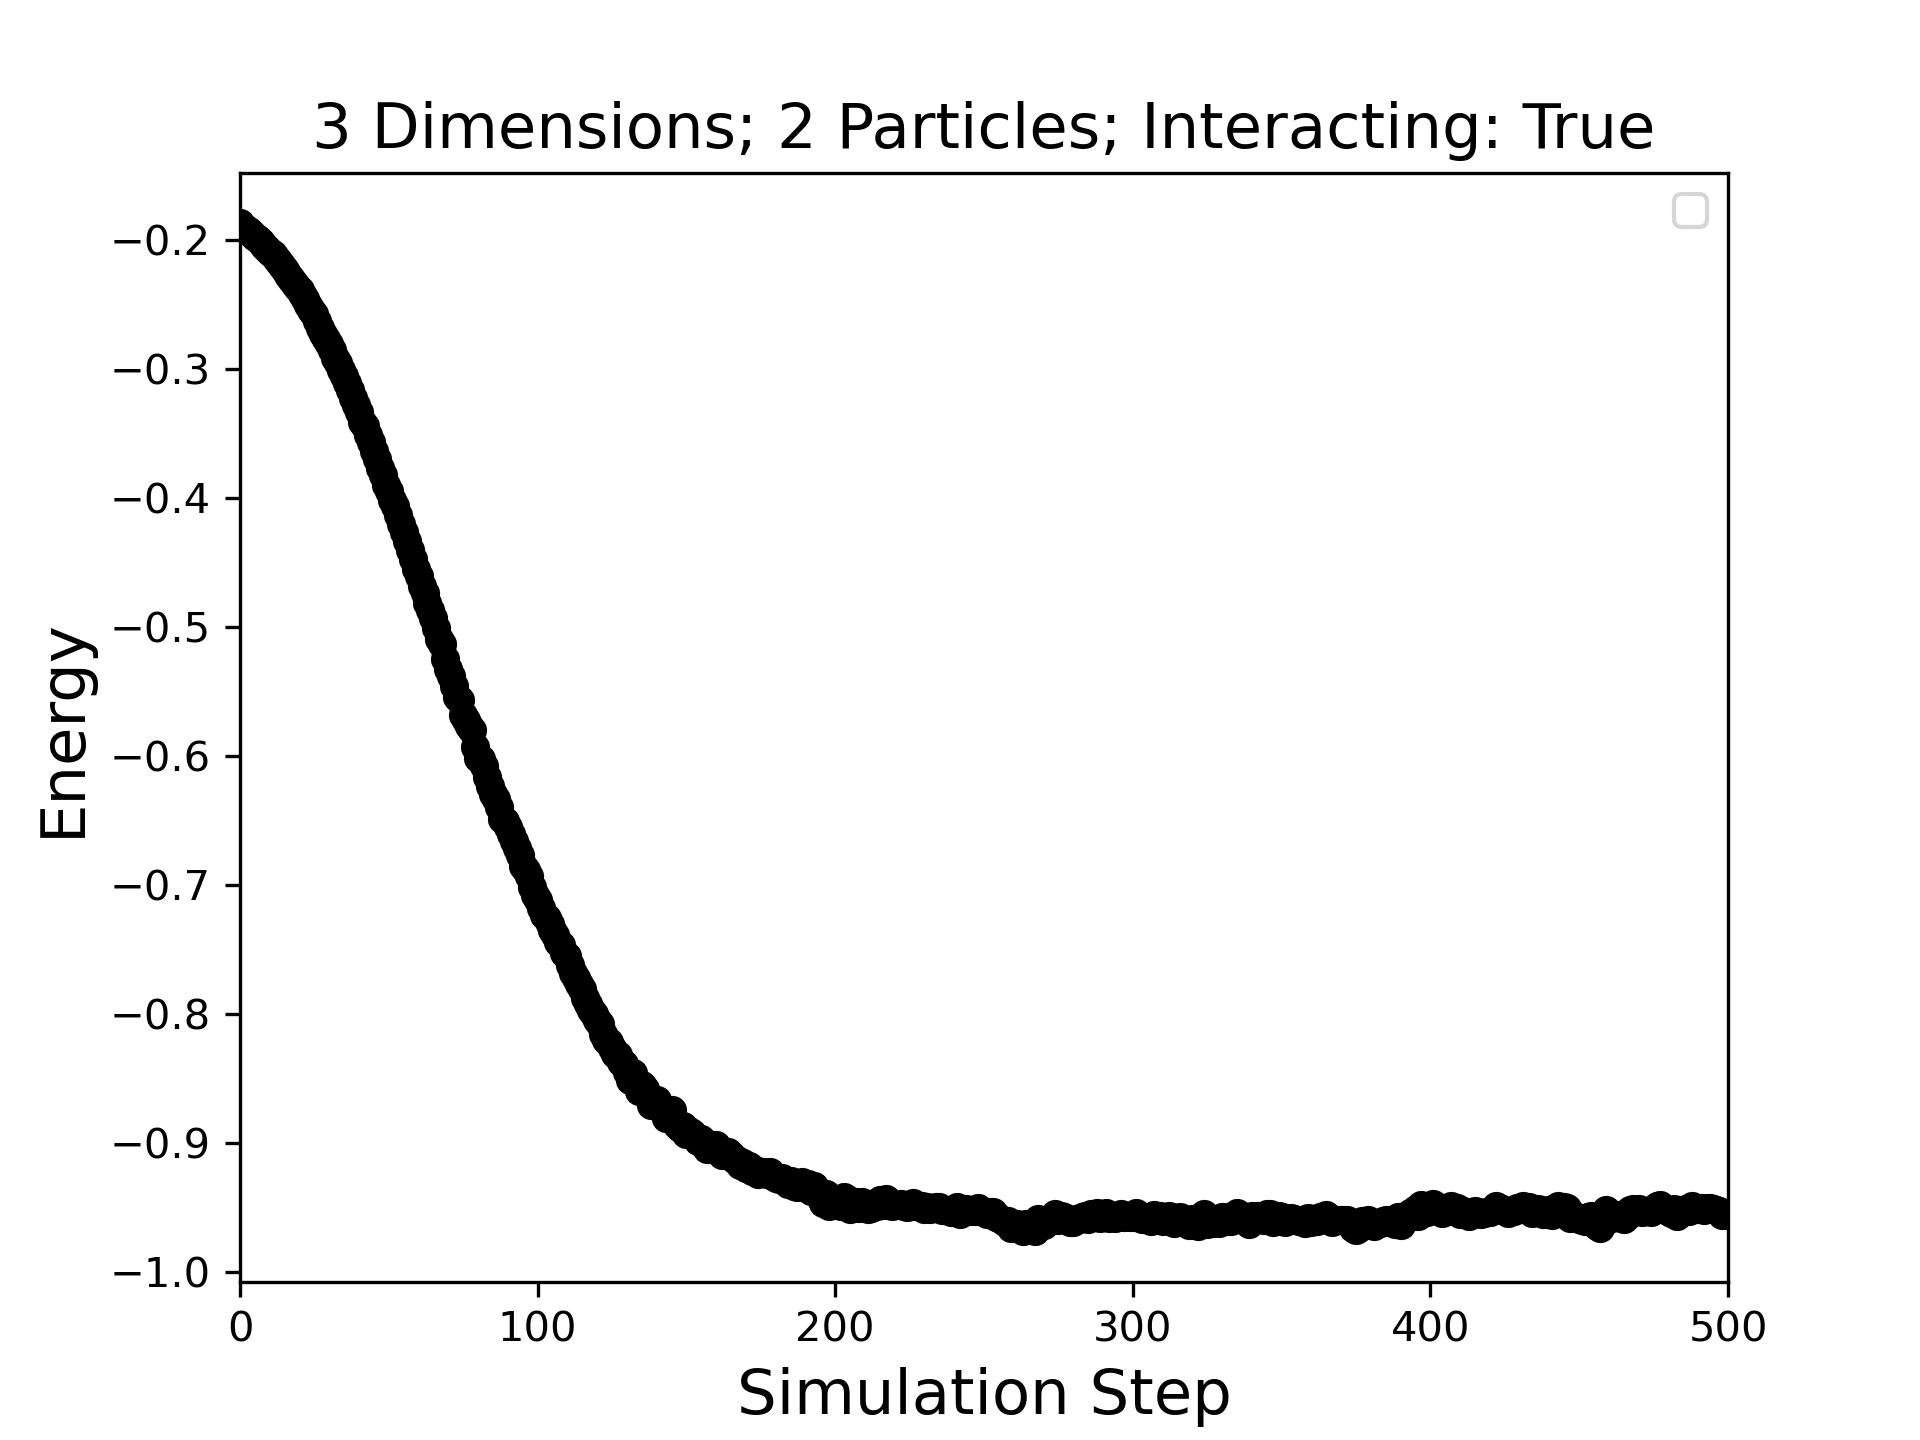 3 Dimensions; 2 Particles; Interacting: True
Energy
−0.2
−0.3
−0.4
−0.5
−0.6
−0.7
−0.8
−0.9
−1.0
0 100 200 300 400 500
Simulation Step